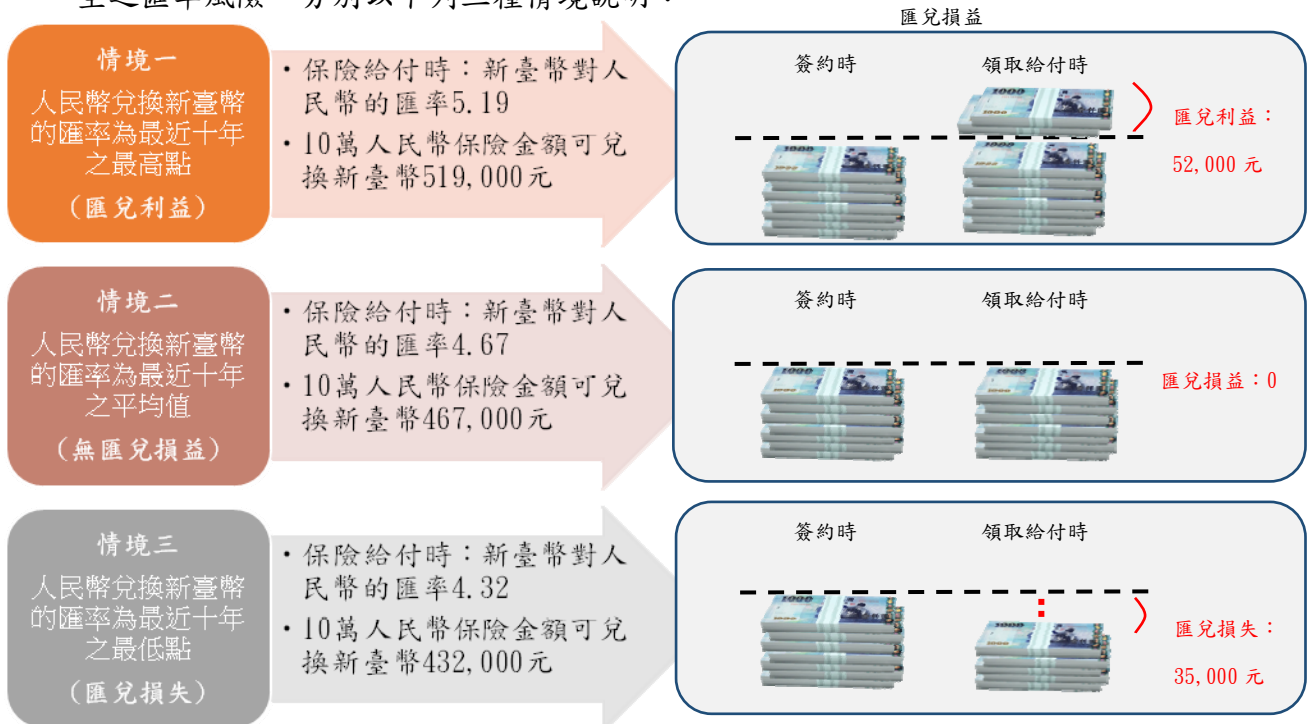 匯兌損益
情境一
人民幣兌換新臺幣
的匯率為最近十年
之最高點
(匯兌利益)
・保險給付時：新臺幣對人
民幣的匯率5.19
・10萬人民幣保險金額可兌
換新臺幣519,000元
簽約時
領取給付時
匯兌利益：
52,000 元
情境二
人民幣兌換新臺幣
的匯率為最近十年
之平均值
(無匯兌損益)
・保險給付時：新臺幣對人
民幣的匯率4.67
・10萬人民幣保險金額可兌
換新臺幣467,000元
簽約時
領取給付時
匯兌損益：0
情境三
人民幣兌換新臺幣
的匯率為最近十年
之最低點
(匯兌損失)
・保險給付時：新臺幣對人
民幣的匯率4.32
・10萬人民幣保險金額可兌
換新臺幣432,000元
簽約時
領取給付時
匯兌損失：
35,000 元